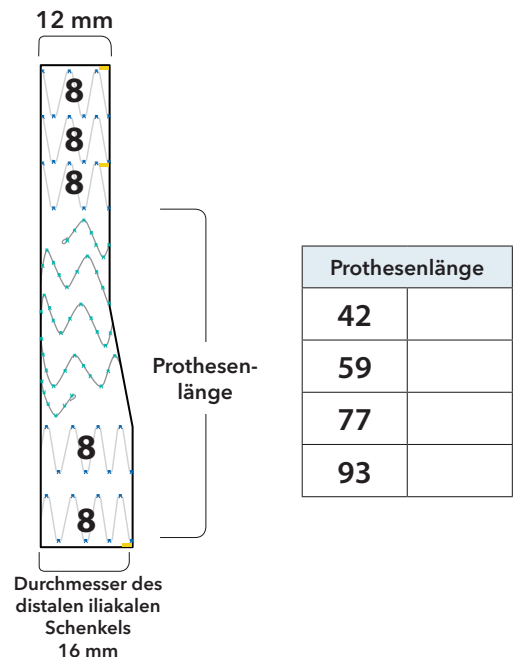 12 mm
8
8
8
Prothesen-
länge
8
8
Durchmesser des
distalen iliakalen
Schenkels
16 mm
Prothesenlänge
42
59
77
93